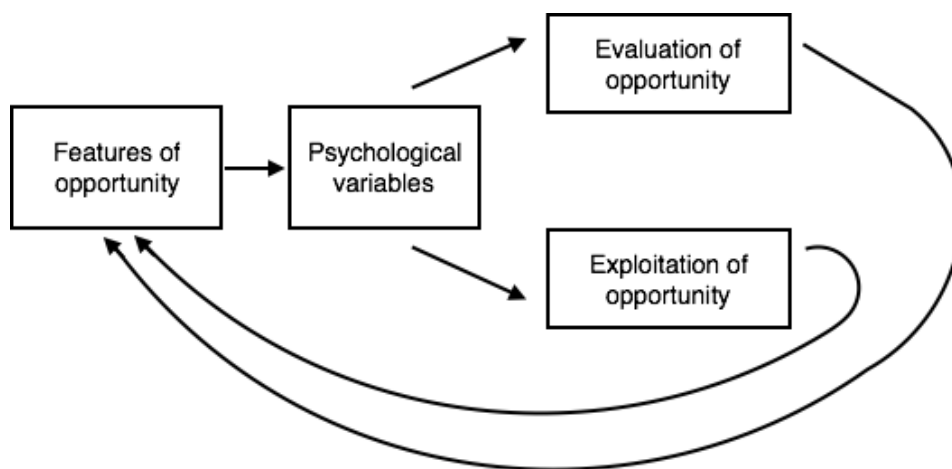 Evaluation of
opportunity
Features of
opportunity
Psychological
variables
Exploitation of
opportunity